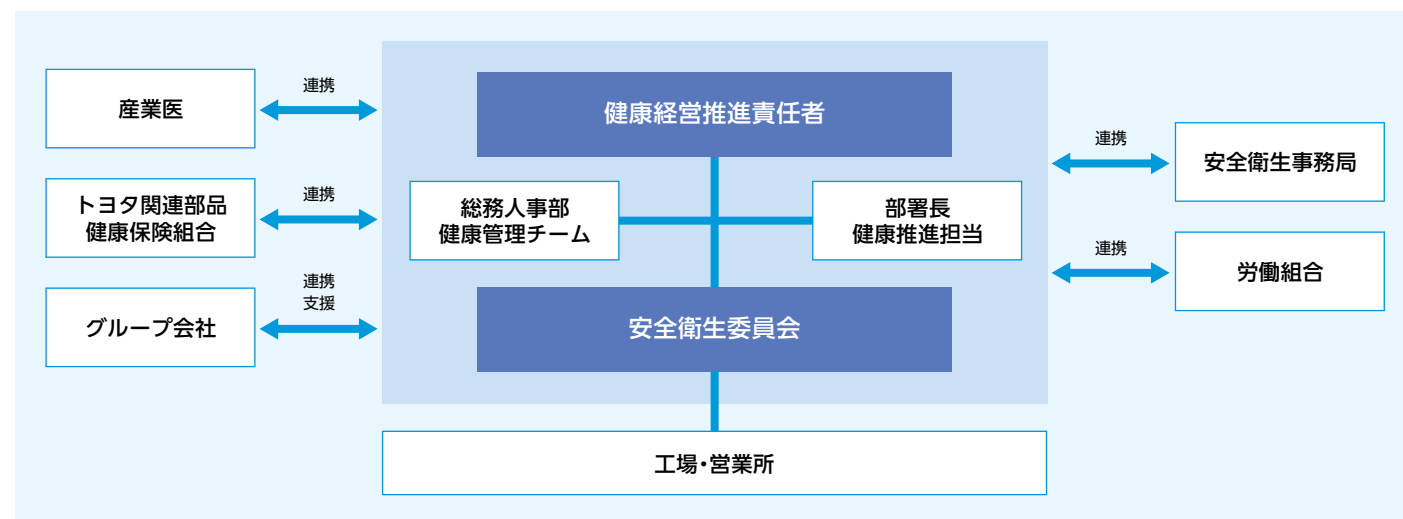 産業医
連携
トヨタ関連部品
健康保険組合
連携
グループ会社
連携
支援
健康経営推進責任者
総務人事部
健康管理チーム
部署長
健康推進担当
安全衛生委員会
工場・営業所
連携
安全衛生事務局
連携
労働組合